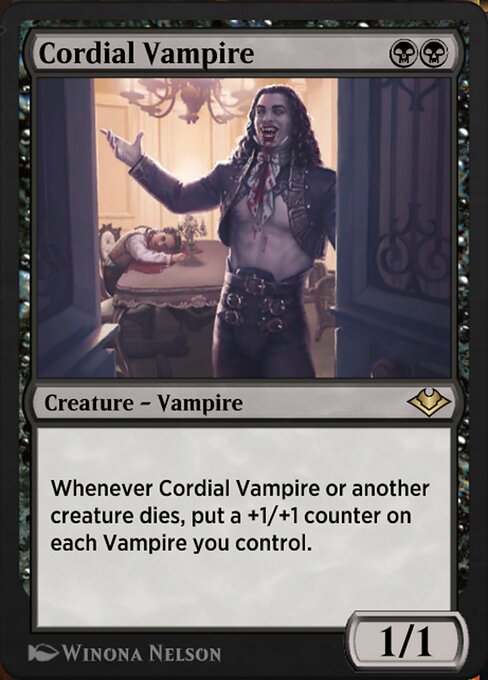 Cordial Vampire
Creature – Vampire
Whenever Cordial Vampire or another
creature dies, put a +1/+1 counter on
each Vampire you control.
1/1
Winona Nelson